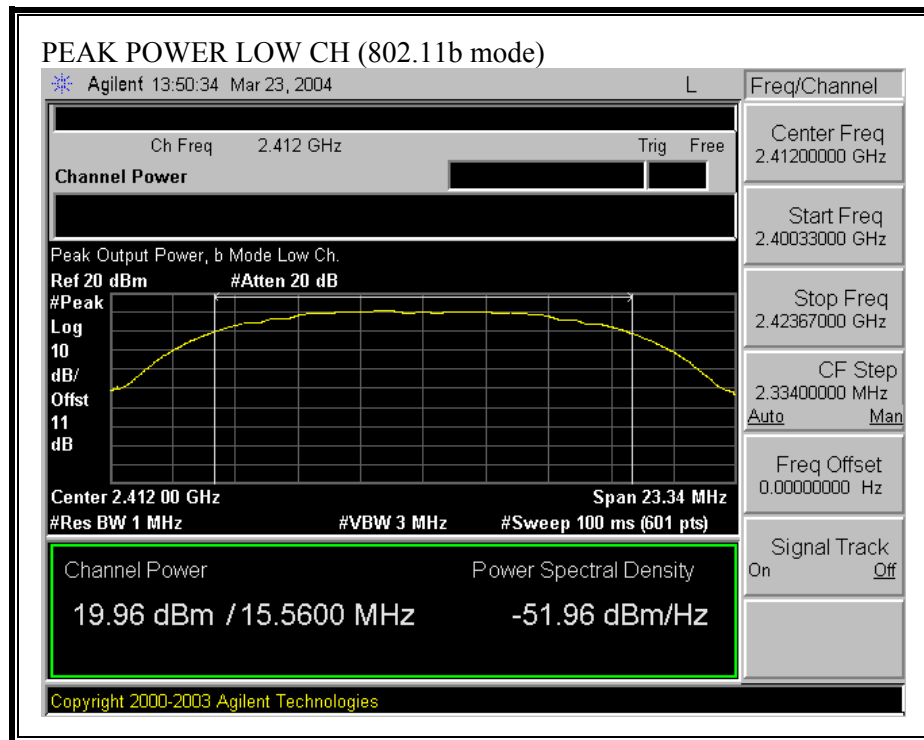 PEAK POWER LOW CH (802.11b mode)
Agilent 13:50:34 Mar 23, 2004 L
Freq/Channel
Ch Freq 2.412 GHz Trig Free
Channel Power
Center Freq
2.41200000 GHz
Start Freq
2.40033000 GHz
Stop Freq
2.42367000 GHz
CF Step
2.33400000 MHz
Auto Man
Freq Offset
0.00000000 Hz
Signal Track
On Off
Peak Output Power, b Mode Low Ch.
Ref 20 dBm #Atten 20 dB
#Peak
Log
10
dB/
Offst
11
dB
Center 2.412 00 GHz Span 23.34 MHz
#Res BW 1 MHz #VBW 3 MHz #Sweep 100 ms (601 pts)
Channel Power Power Spectral Density
19.96 dBm / 15.5600 MHz -51.96 dBm/Hz
Copyright 2000-2003 Agilent Technologies